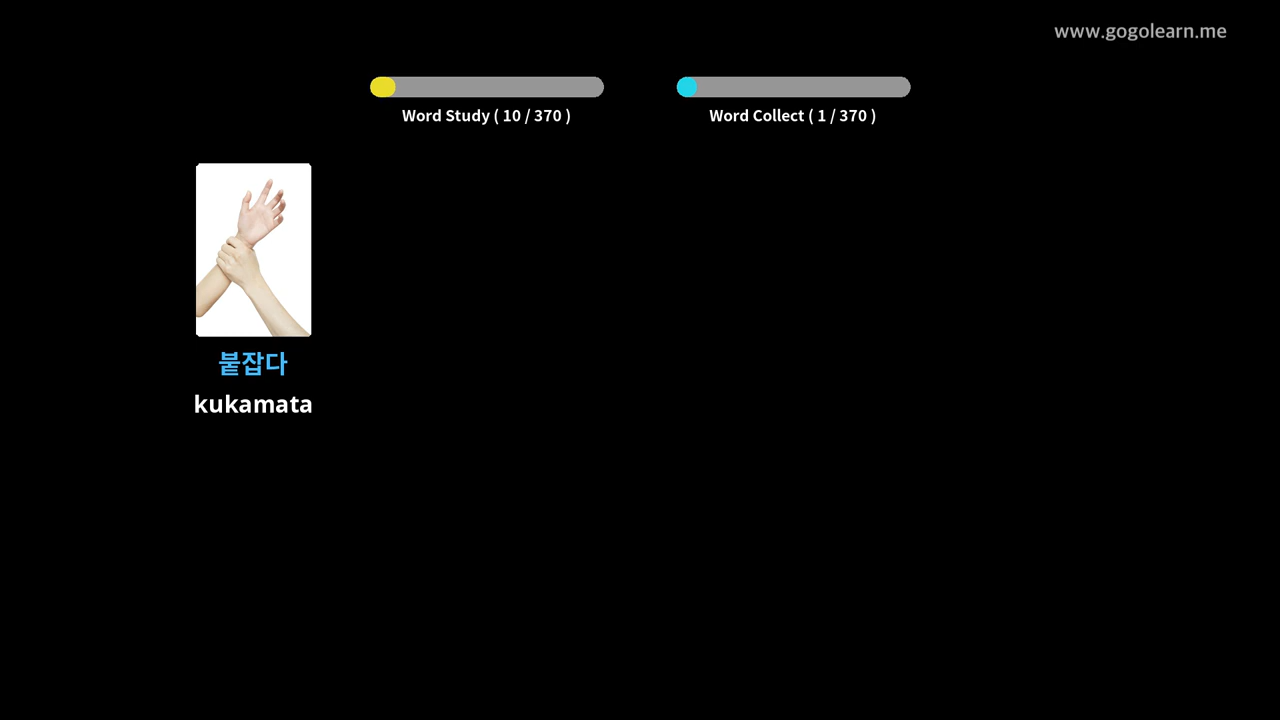 www.gogolearn.me
Word Study ( 10 / 370 )
Word Collect ( 1 / 370 )
붙잡다
kukamata